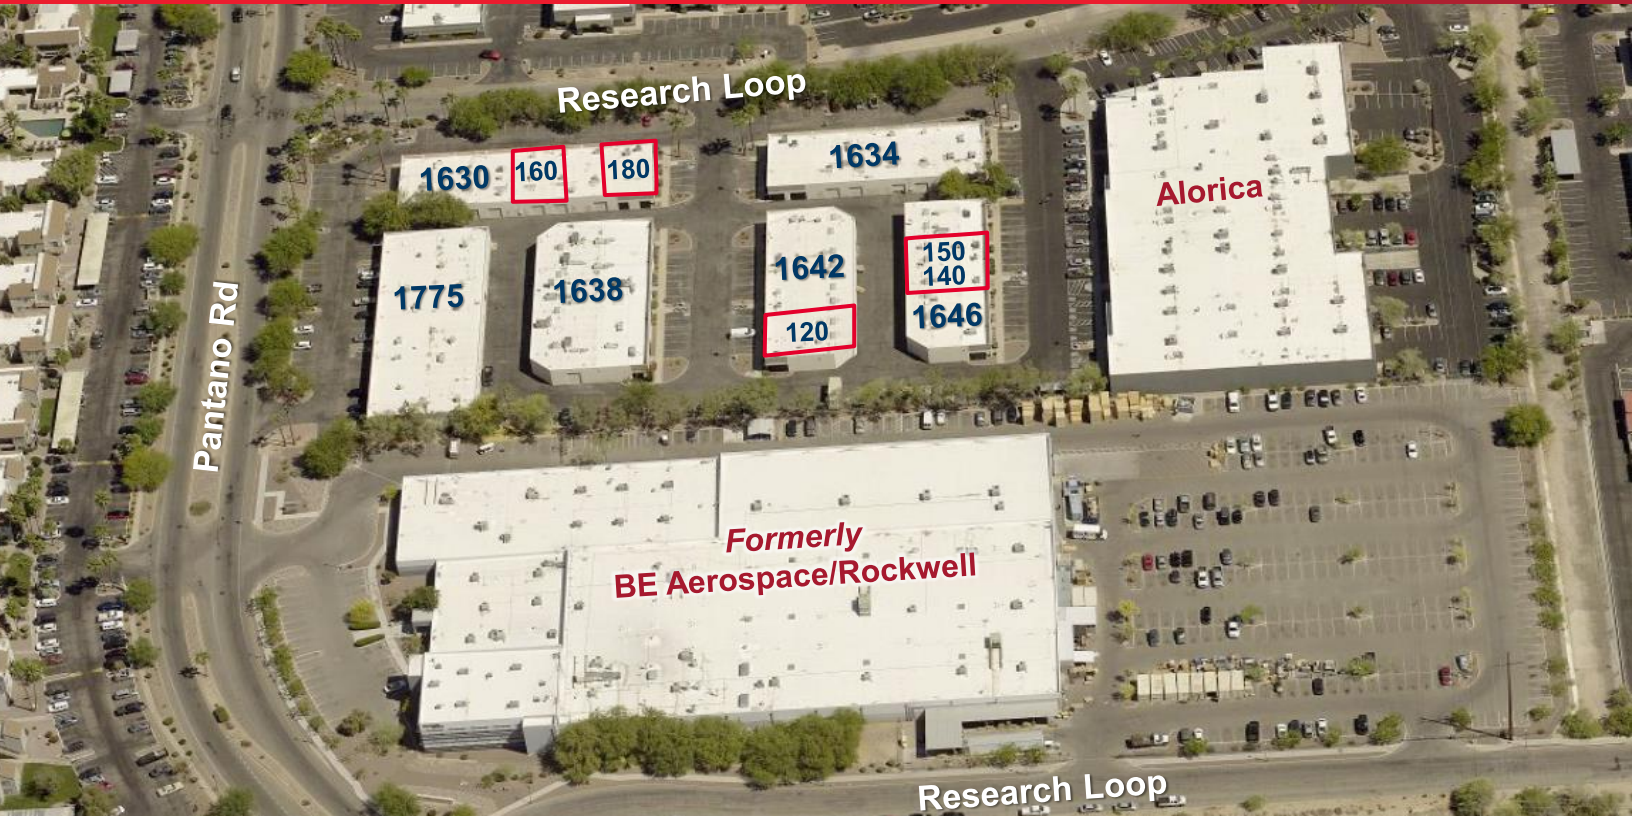 Research Loop
1630
160
180
1634
Alorica
1775
1638
1642
120
150
140
1646
Pantano Rd
Formerly
BE Aerospace/Rockwell
Research Loop